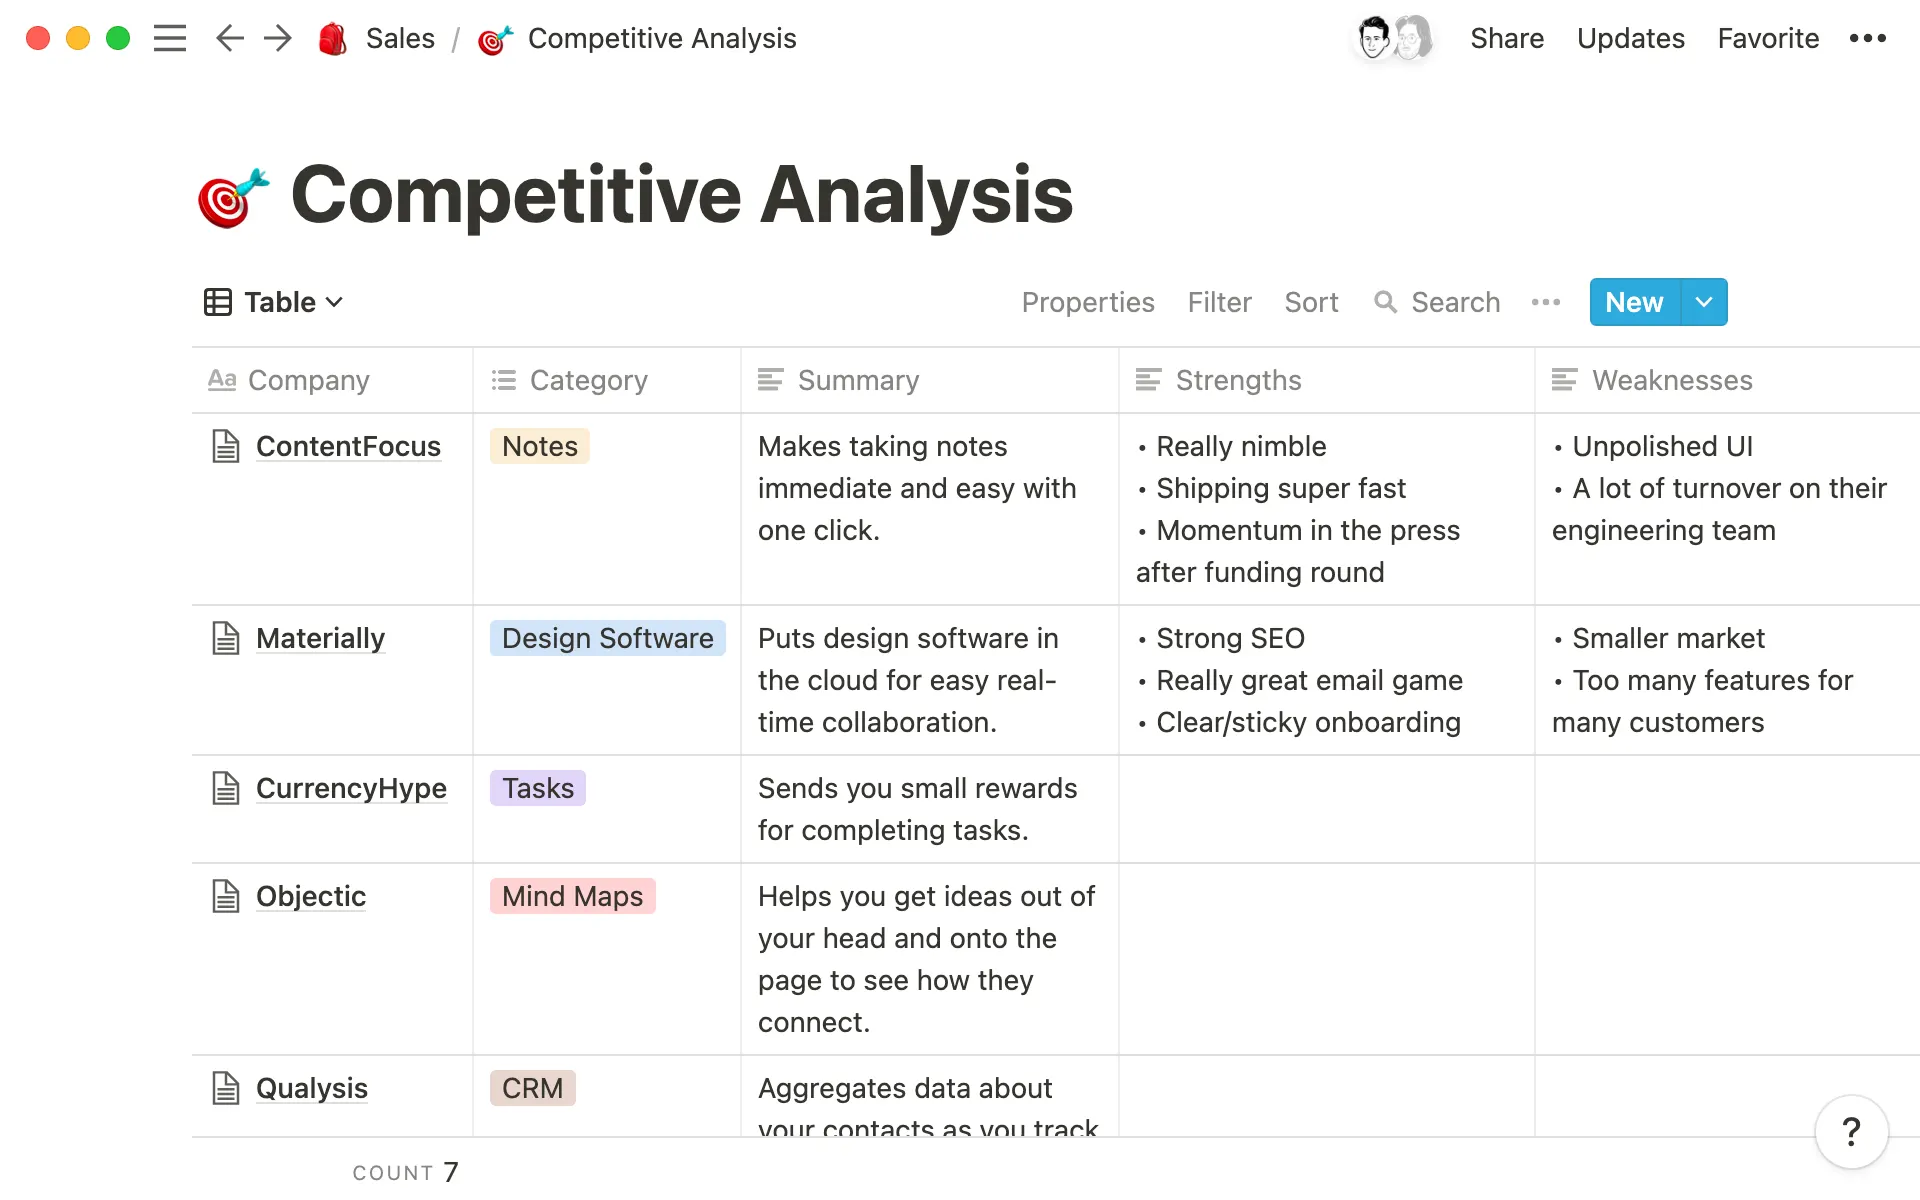 Sales / Competitive Analysis
Share Updates Favorite •••
Competitive Analysis
Table
Properties Filter Sort Search ••• New
Aa Company Category Summary Strengths Weaknesses
ContentFocus
Notes
Makes taking notes
immediate and easy with
one click.
• Really nimble
• Shipping super fast
• Momentum in the press
after funding round
• Unpolished UI
• A lot of turnover on their
engineering team
Materially
Design Software
Puts design software in
the cloud for easy real-
time collaboration.
• Strong SEO
• Really great email game
• Clear/sticky onboarding
• Smaller market
• Too many features for
many customers
CurrencyHype
Tasks
Sends you small rewards
for completing tasks.
Objectic
Mind Maps
Helps you get ideas out of
your head and onto the
page to see how they
connect.
Qualysis
CRM
Aggregates data about
your contacts as you track
?
COUNT 7